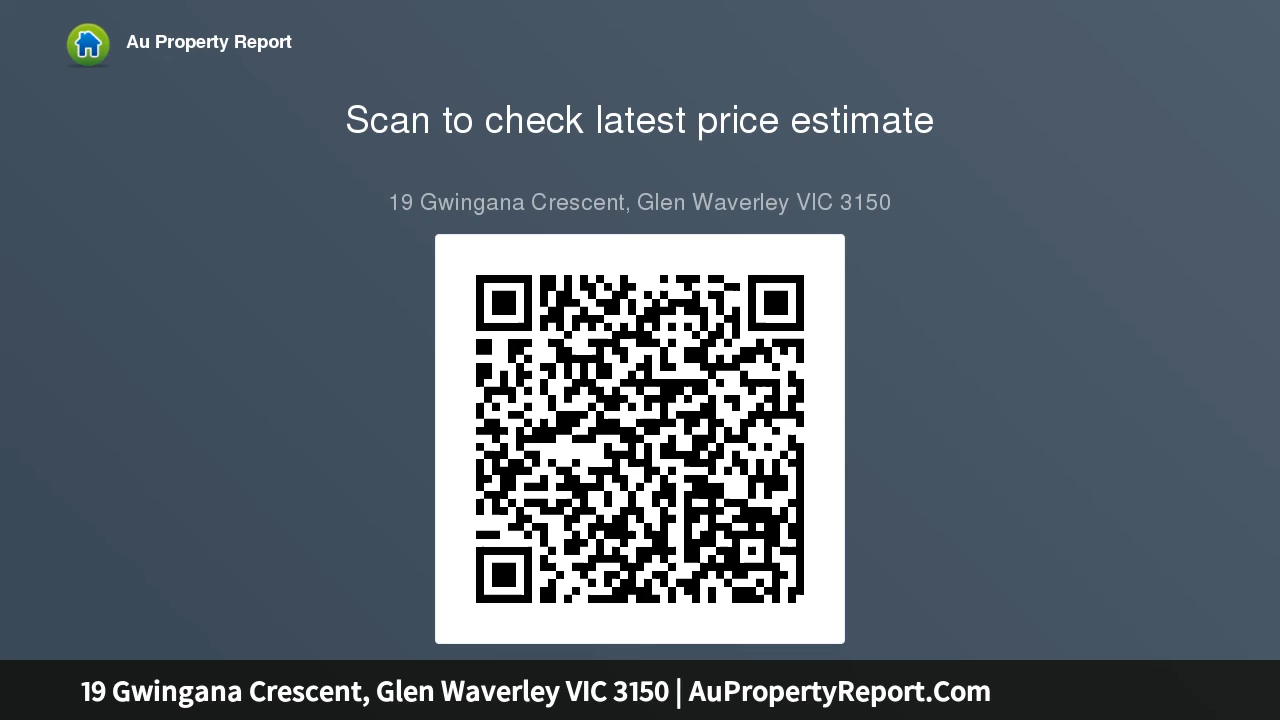 Au Property Report
Scan to check latest price estimate
19 Gwingana Crescent, Glen Waverley VIC 3150
19 Gwingana Crescent, Glen Waverley VIC 3150 | AuPropertyReport.Com